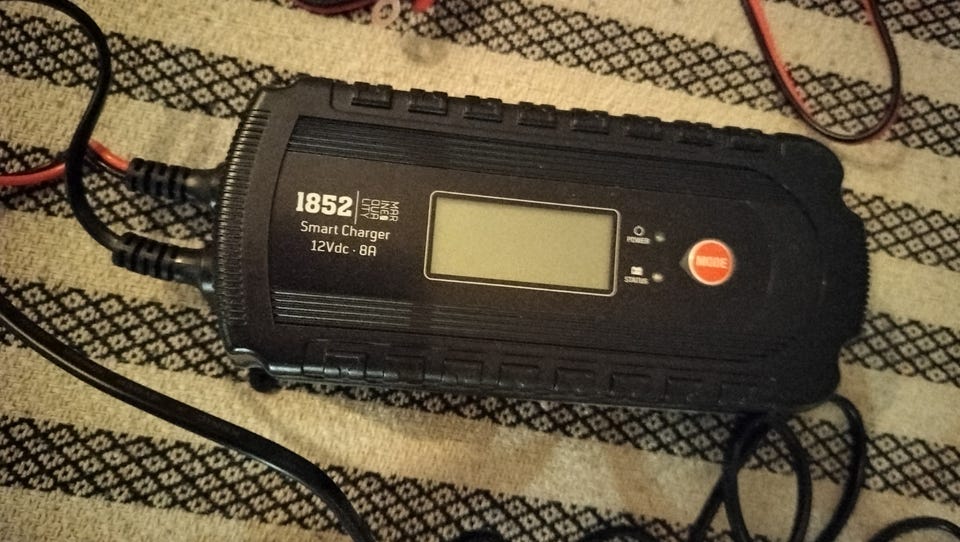 1852
MAR
INE
QUA
LITY
Smart Charger
12Vdc · 8A
POWER
STATUS
MODE